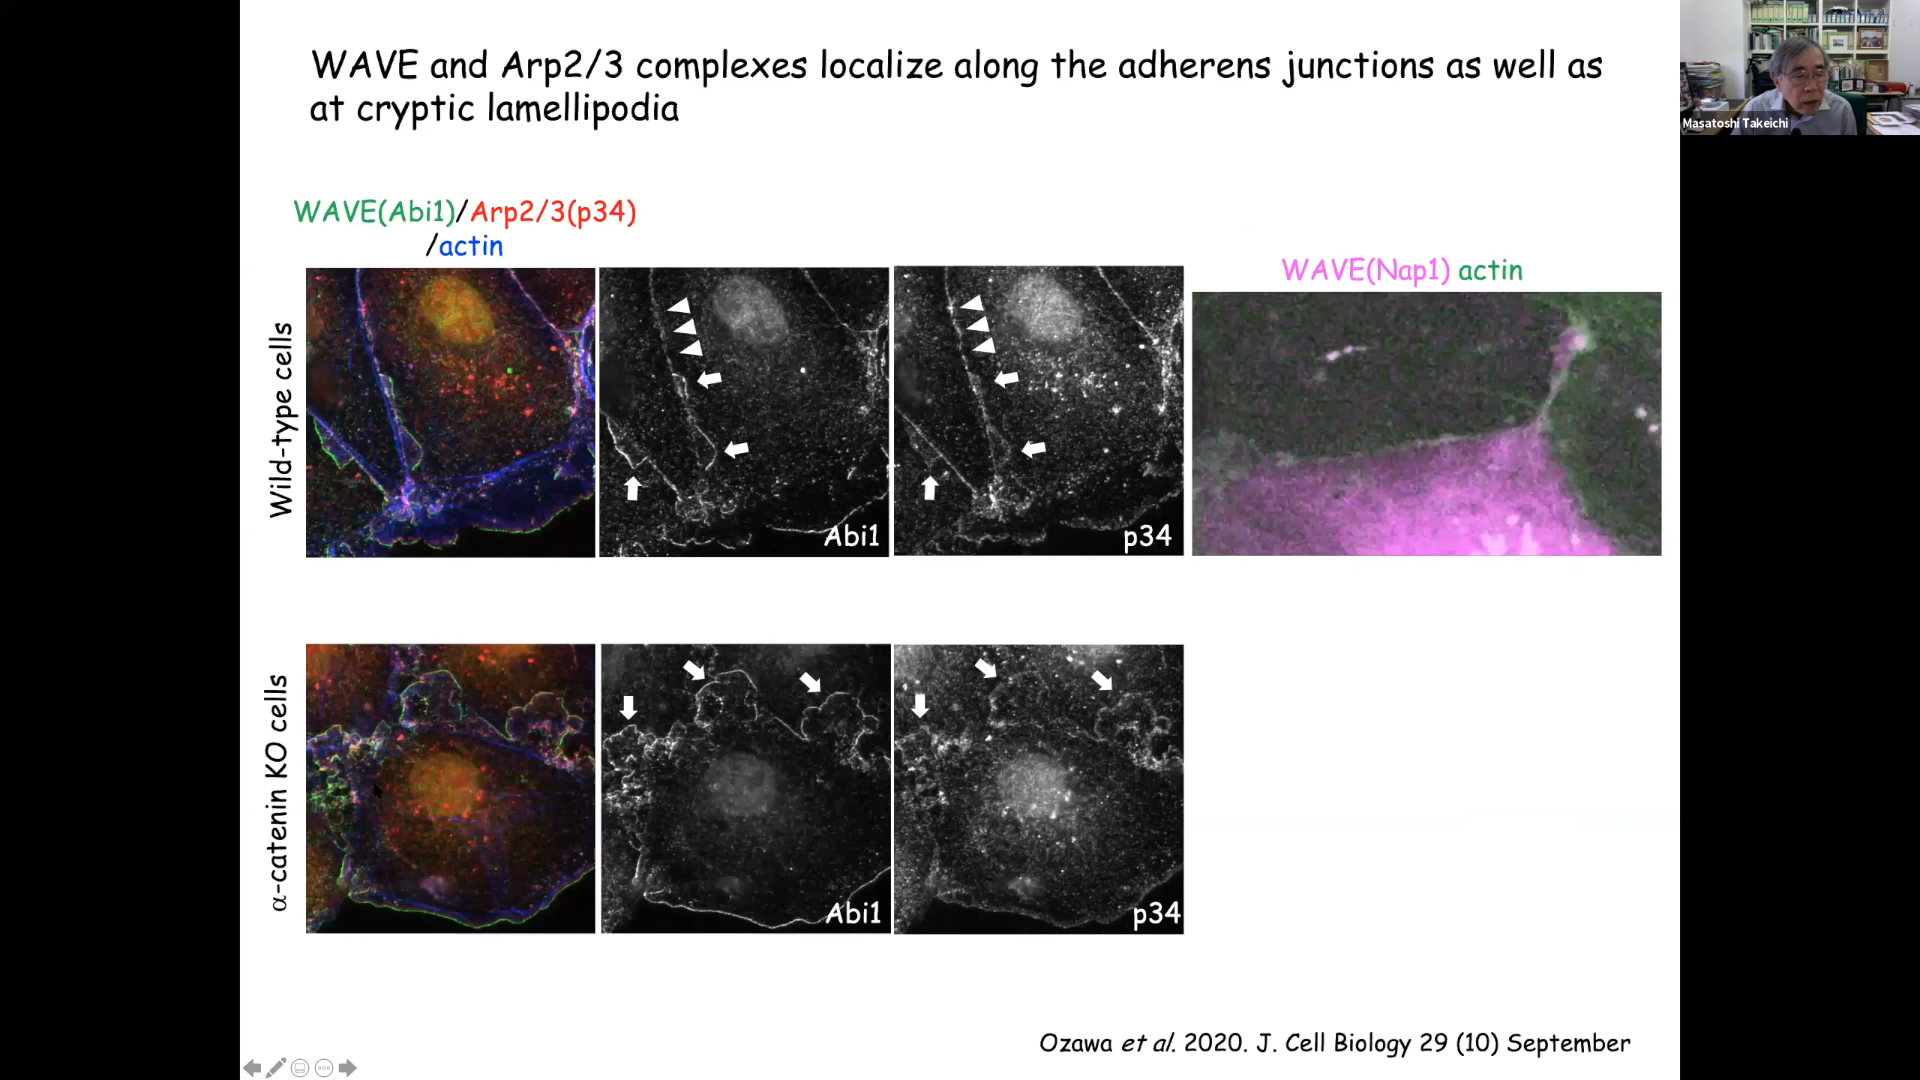 WAVE and Arp2/3 complexes localize along the adherens junctions as well as
at cryptic lamellipodia
Masatoshi Takeichi
WAVE(Abi1)/Arp2/3(p34)
/actin
WAVE(Nap1) actin
Wild-type cells
Abi1
p34
α-catenin KO cells
Abi1
p34
Ozawa et al. 2020. J. Cell Biology 29 (10) September